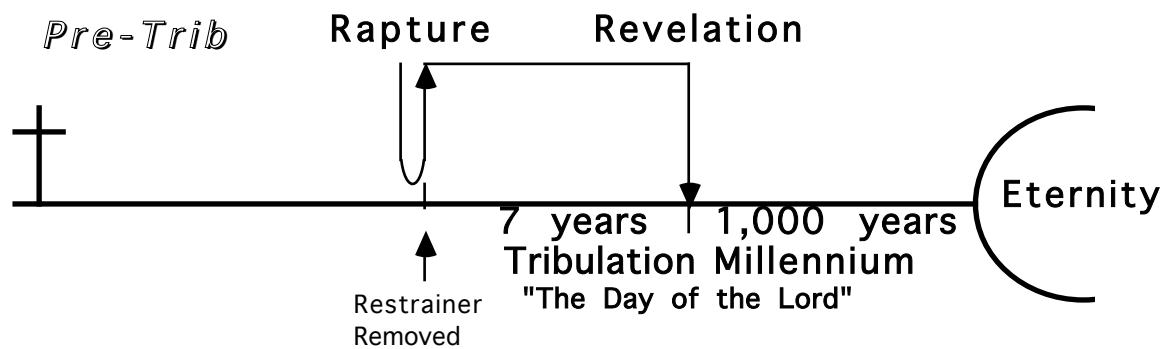 Pre-Trib Rapture Revelation
Eternity
7 years 1,000 years
Tribulation Millennium
"The Day of the Lord"
Restrainer
Removed